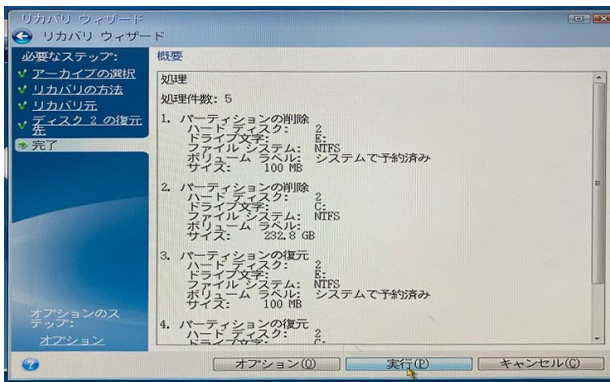 リカバリ ウィザード
リカバリ ウィザード
必要なステップ:
アーカイブの選択
リカバリの方法
リカバリ元
ディスク 2 の復元
先
完了
オプションのス
テップ:
オプション
概要
処理
処理件数: 5
1. パーティションの削除
ハード ディスク: 2
ドライブ文字: E:
ファイル システム: NTFS
ボリューム ラベル: システムで予約済み
サイズ: 100 MB
2. パーティションの削除
ハード ディスク: 2
ドライブ文字: C:
ファイル システム: NTFS
ボリューム ラベル:
サイズ: 232.8 GB
3. パーティションの復元
ハード ディスク: 2
ドライブ文字: E:
ファイル システム: NTFS
ボリューム ラベル: システムで予約済み
サイズ: 100 MB
4. パーティションの復元
ハード ディスク: 2
ドライブ文字: C:
オプション(O)
実行(P)
キャンセル(C)